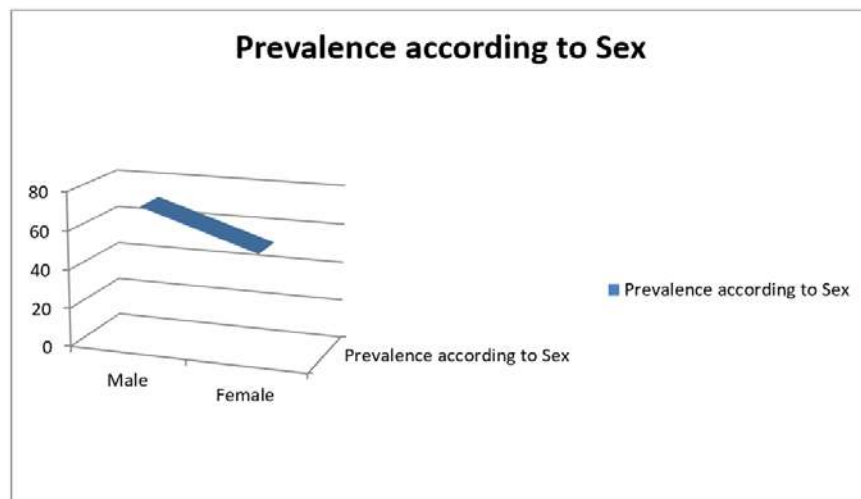 Prevalence according to Sex
80
60
40
20
0
Male
Female
Prevalence according to Sex
Prevalence according to Sex